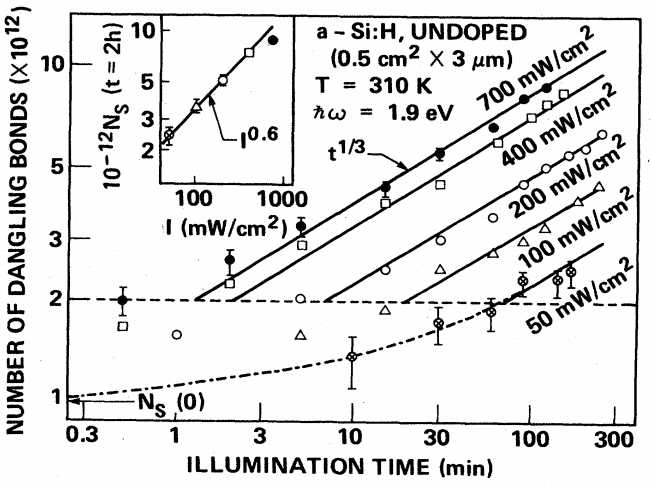 NUMBER OF DANGLING BONDS (×10¹²)
10
5
3
2
1
10⁻¹²Nₛ (t = 2h)
10
5
3
2
I⁰·⁶
100
1000
I (mW/cm²)
a – Si:H, UNDOPED
(0.5 cm² × 3 μm)
T = 310 K
ħω = 1.9 eV
t¹/³
700 mW/cm²
400 mW/cm²
200 mW/cm²
100 mW/cm²
50 mW/cm²
Nₛ (0)
0.3
1
3
10
30
100
300
ILLUMINATION TIME (min)